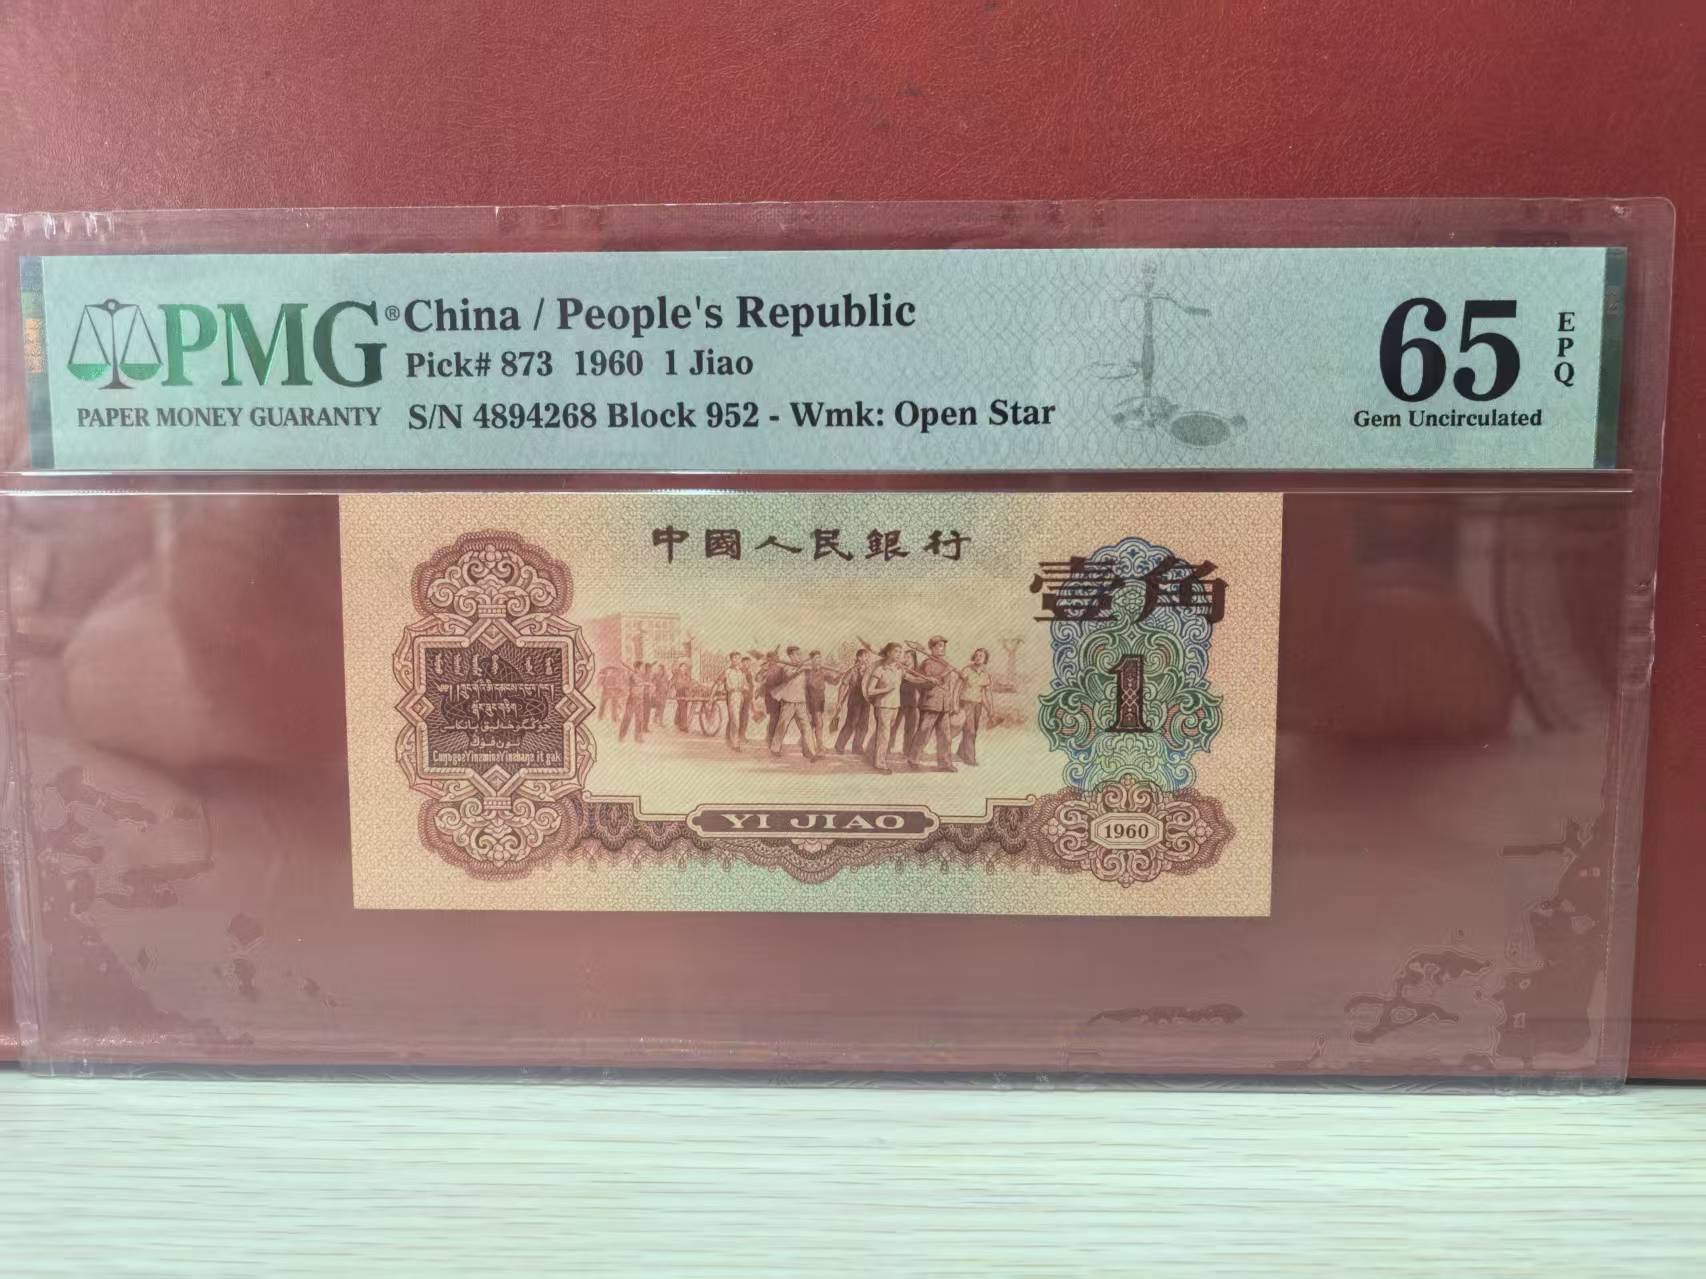 PMG® China / People's Republic
Pick# 873 1960 1 Jiao
PAPER MONEY GUARANTY
S/N 4894268 Block 952 - Wmk: Open Star
65
EPQ
Gem Uncirculated
中國人民銀行
壹角
1
YI JIAO
1960